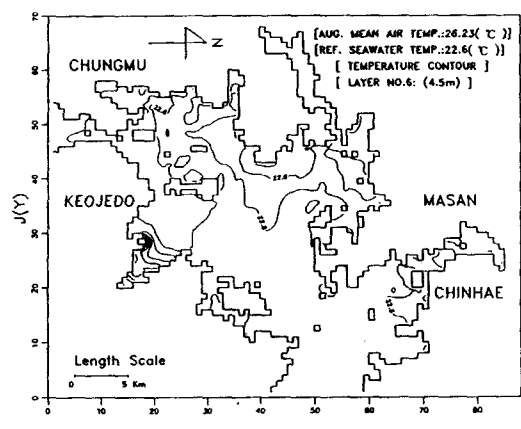 [AUG. MEAN AIR TEMP.:26.23(℃)]
[REF. SEAWATER TEMP.:22.6(℃)]
[ TEMPERATURE CONTOUR ]
[ LAYER NO.6: (4.5m) ]
N
CHUNGMU
KEOJEDO
MASAN
CHINHAE
22.6
22.6
22.6
22.6
Length Scale
0 5 Km
J(Y)
70
60
50
40
30
20
10
0
0 10 20 30 40 50 60 70 80